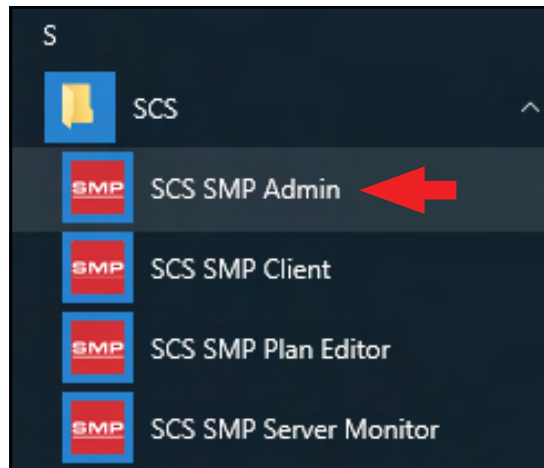 S
SCS
SMP SCS SMP Admin
SMP SCS SMP Client
SMP SCS SMP Plan Editor
SMP SCS SMP Server Monitor